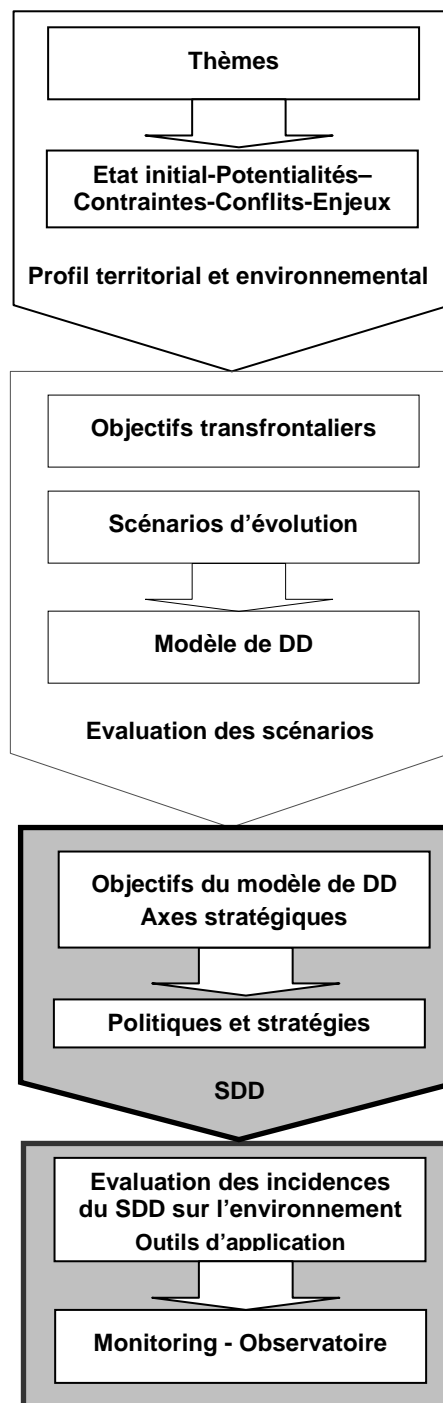 Thèmes
Etat initial-Potentialités–
Contraintes-Conflits-Enjeux
Profil territorial et environnemental
Objectifs transfrontaliers
Scénarios d’évolution
Modèle de DD
Evaluation des scénarios
Objectifs du modèle de DD
Axes stratégiques
Politiques et stratégies
SDD
Evaluation des incidences
du SDD sur l’environnement
Outils d’application
Monitoring - Observatoire